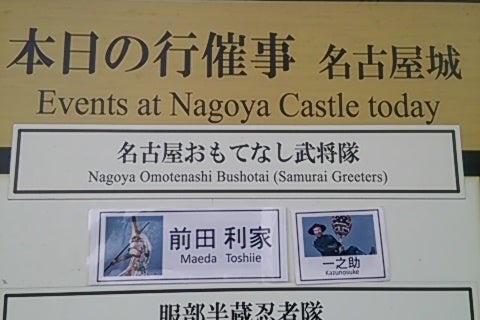 本日の行催事 名古屋城
Events at Nagoya Castle today
名古屋おもてなし武将隊
Nagoya Omotenashi Bushotai (Samurai Greeters)
前田 利家
Maeda Toshiie
一之助
Kazunosuke
服部半蔵忍者隊